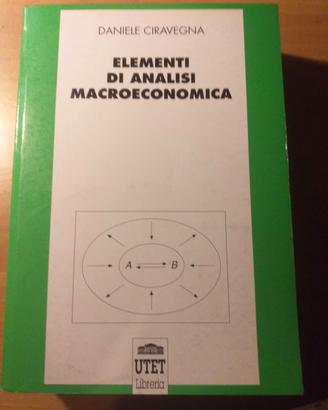 DANIELE CIRAVEGNA
ELEMENTI
DI ANALISI
MACROECONOMICA
A B
UTET
Libreria